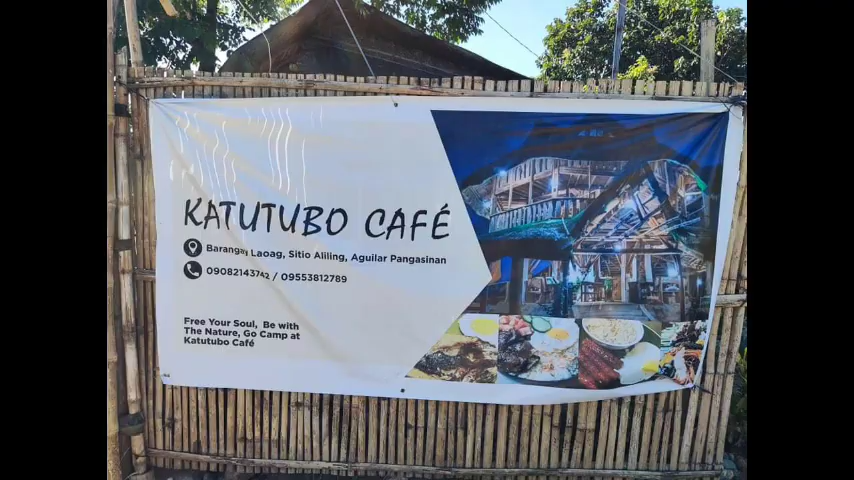 KATUTUBO CAFÉ
Barangay Laoag, Sitio Aliling, Aguilar Pangasinan
09082143742 / 09553812789
Free Your Soul, Be with
The Nature, Go Camp at
Katutubo Café